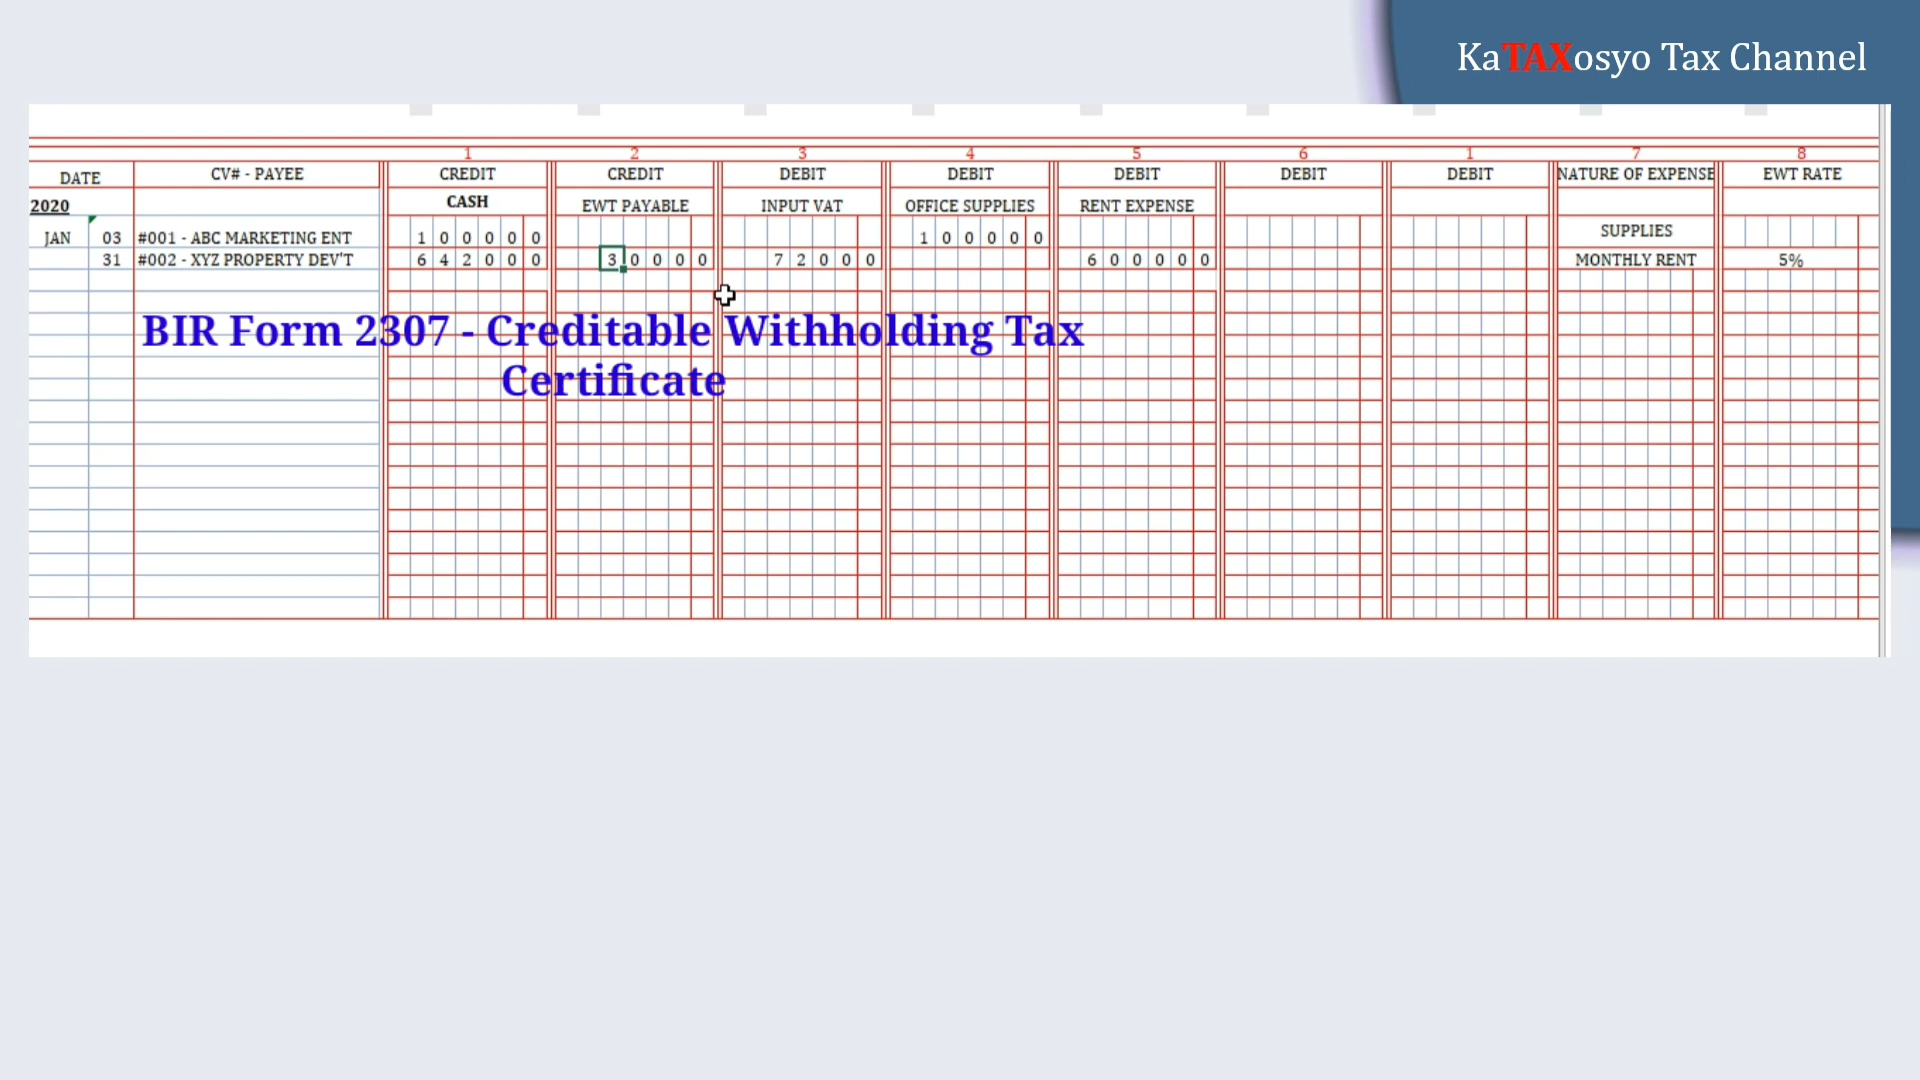 KaTAXosyo Tax Channel
1 2 3 4 5 6 1 7 8
DATE CV# - PAYEE CREDIT CREDIT DEBIT DEBIT DEBIT DEBIT DEBIT NATURE OF EXPENSE EWT RATE
2020 CASH EWT PAYABLE INPUT VAT OFFICE SUPPLIES RENT EXPENSE
JAN 03 #001 - ABC MARKETING ENT 1 0 0 0 0 0 1 0 0 0 0 0 SUPPLIES
31 #002 - XYZ PROPERTY DEV'T 6 4 2 0 0 0 3 0 0 0 0 7 2 0 0 0 6 0 0 0 0 0 MONTHLY RENT 5%
BIR Form 2307 - Creditable Withholding Tax
Certificate